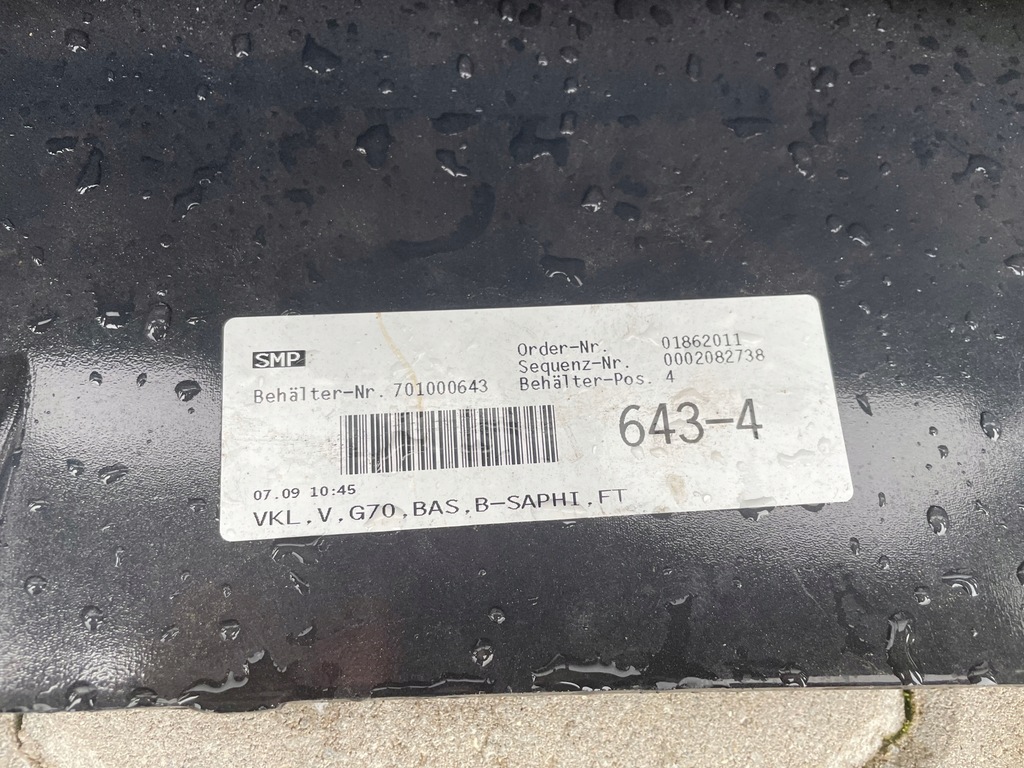 SMP
Order-Nr. 01862011
Sequenz-Nr. 0002082738
Behälter-Nr. 701000643
Behälter-Pos. 4
643-4
07.09 10:45
VKL,V,G70,BAS,B-SAPHI,FT